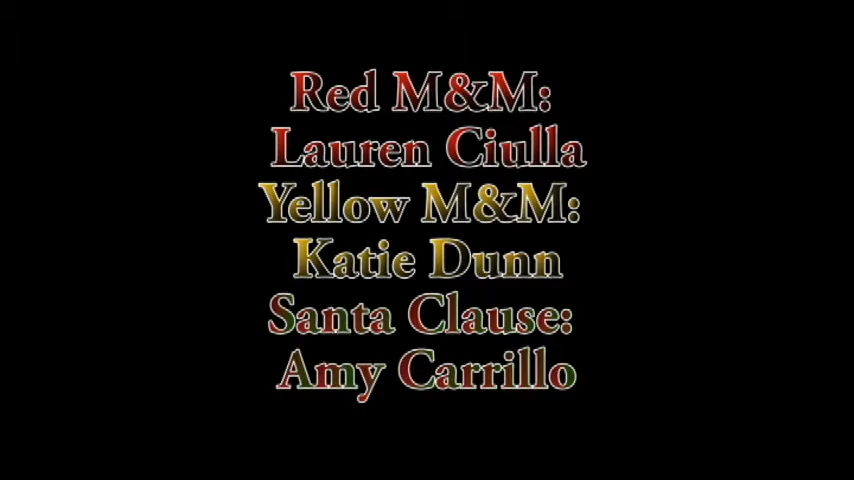 Red M&M:
Lauren Ciulla
Yellow M&M:
Katie Dunn
Santa Clause:
Amy Carrillo